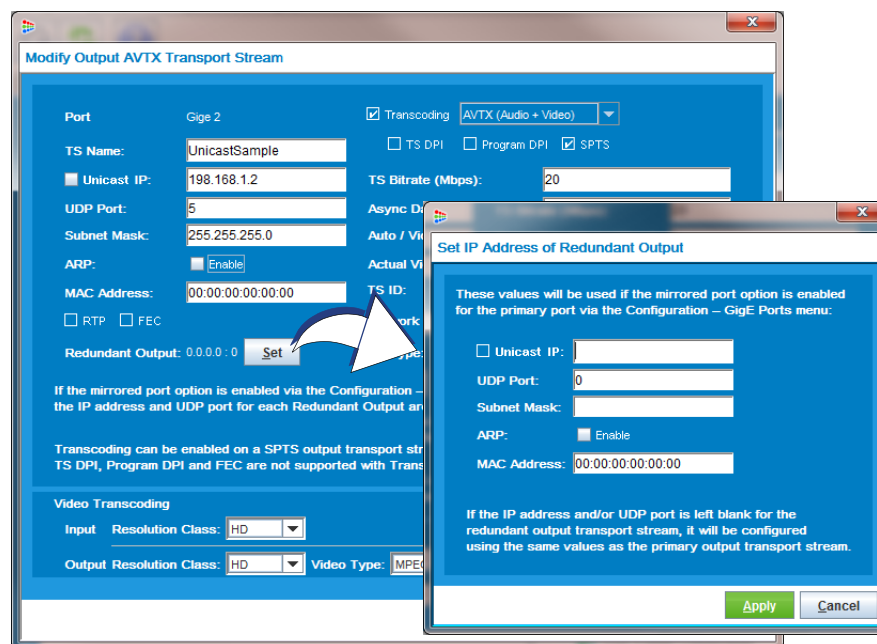 Modify Output AVTX Transport Stream
Port Gige 2
Transcoding AVTX (Audio + Video)
TS DPI Program DPI SPTS
TS Name: UnicastSample
Unicast IP: 198.168.1.2
TS Bitrate (Mbps): 20
UDP Port: 5
Async D
Subnet Mask: 255.255.255.0
Auto / Vi
ARP: Enable
Actual Vi
MAC Address: 00:00:00:00:00:00
TS ID:
RTP FEC
ork
Redundant Output: 0.0.0.0 : 0 Set
ype:
If the mirrored port option is enabled via the Configuration –
the IP address and UDP port for each Redundant Output ar
Transcoding can be enabled on a SPTS output transport str
TS DPI, Program DPI and FEC are not supported with Trans
Video Transcoding
Input Resolution Class: HD
Output Resolution Class: HD Video Type: MPEG
Set IP Address of Redundant Output
These values will be used if the mirrored port option is enabled
for the primary port via the Configuration – GigE Ports menu:
Unicast IP:
UDP Port: 0
Subnet Mask:
ARP: Enable
MAC Address: 00:00:00:00:00:00
If the IP address and/or UDP port is left blank for the
redundant output transport stream, it will be configured
using the same values as the primary output transport stream.
Apply Cancel